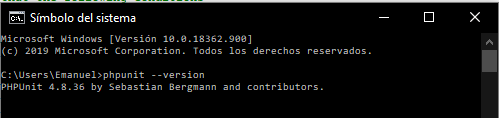 Símbolo del sistema
Microsoft Windows [Versión 10.0.18362.900]
(c) 2019 Microsoft Corporation. Todos los derechos reservados.
C:\Users\Emanuel>phpunit --version
PHPUnit 4.8.36 by Sebastian Bergmann and contributors.